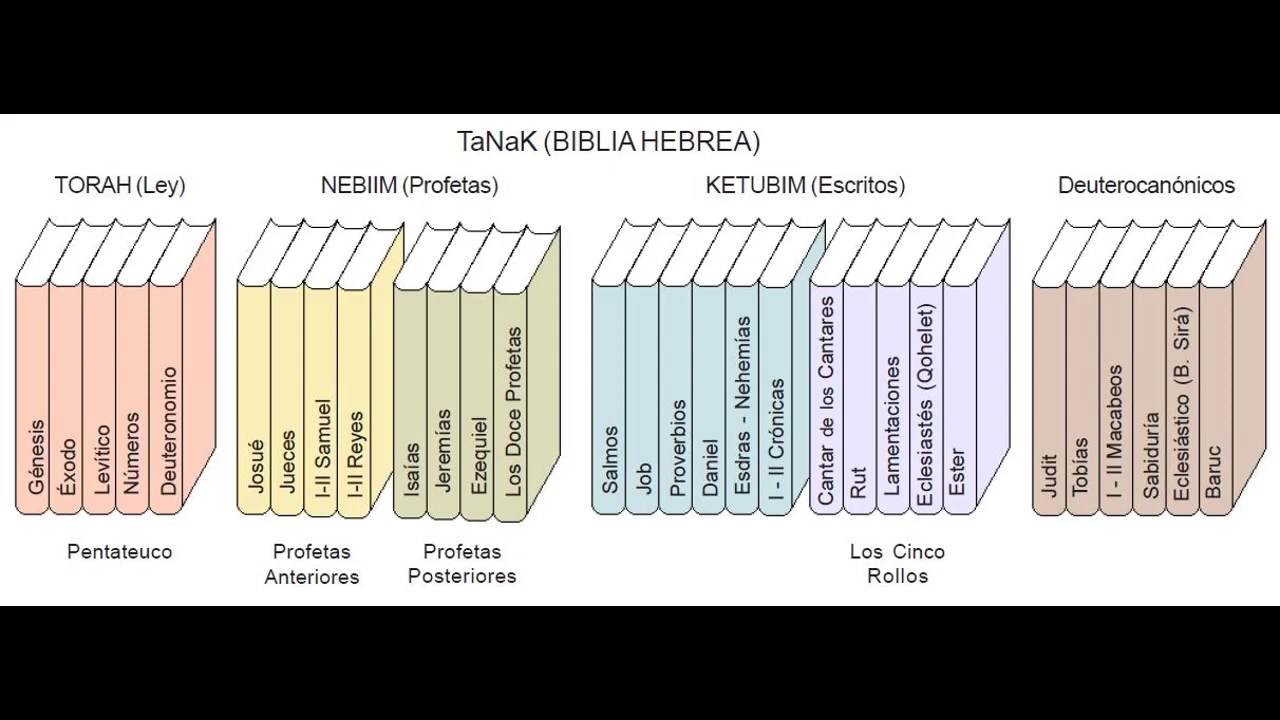 TaNaK (BIBLIA HEBREA)
TORAH (Ley)
NEBIIM (Profetas)
KETUBIM (Escritos)
Deuterocanónicos
Génesis
Éxodo
Levítico
Números
Deuteronomio
Josué
Jueces
I-II Samuel
I-II Reyes
Isaías
Jeremías
Ezequiel
Los Doce Profetas
Salmos
Job
Proverbios
Daniel
Esdras - Nehemías
I - II Crónicas
Cantar de los Cantares
Rut
Lamentaciones
Eclesiastés (Qohelet)
Ester
Judit
Tobías
I - II Macabeos
Sabiduría
Eclesiástico (B. Sirá)
Baruc
Pentateuco
Profetas
Anteriores
Profetas
Posteriores
Los Cinco
Rollos